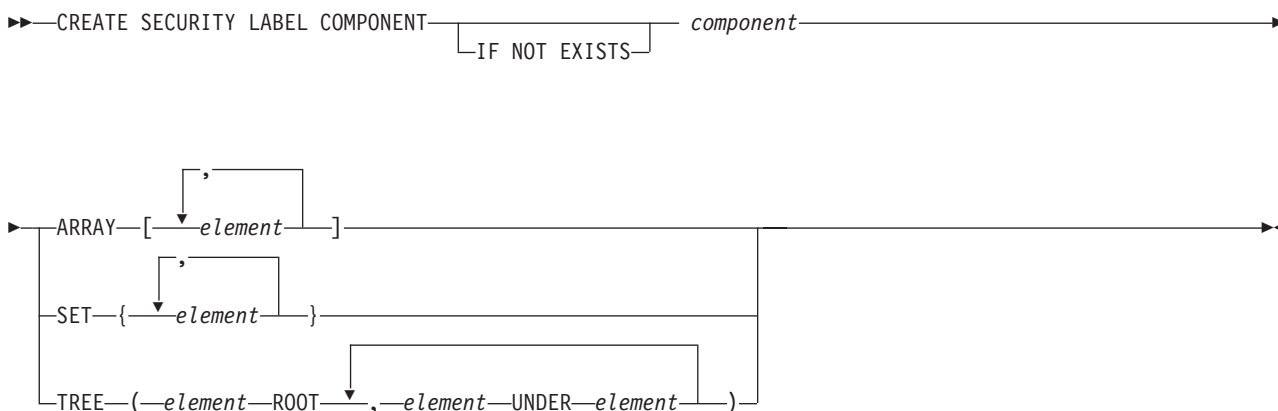 CREATE SECURITY LABEL COMPONENT component
IF NOT EXISTS
,
ARRAY [ element ]
,
SET { element }
TREE ( element ROOT , element UNDER element )